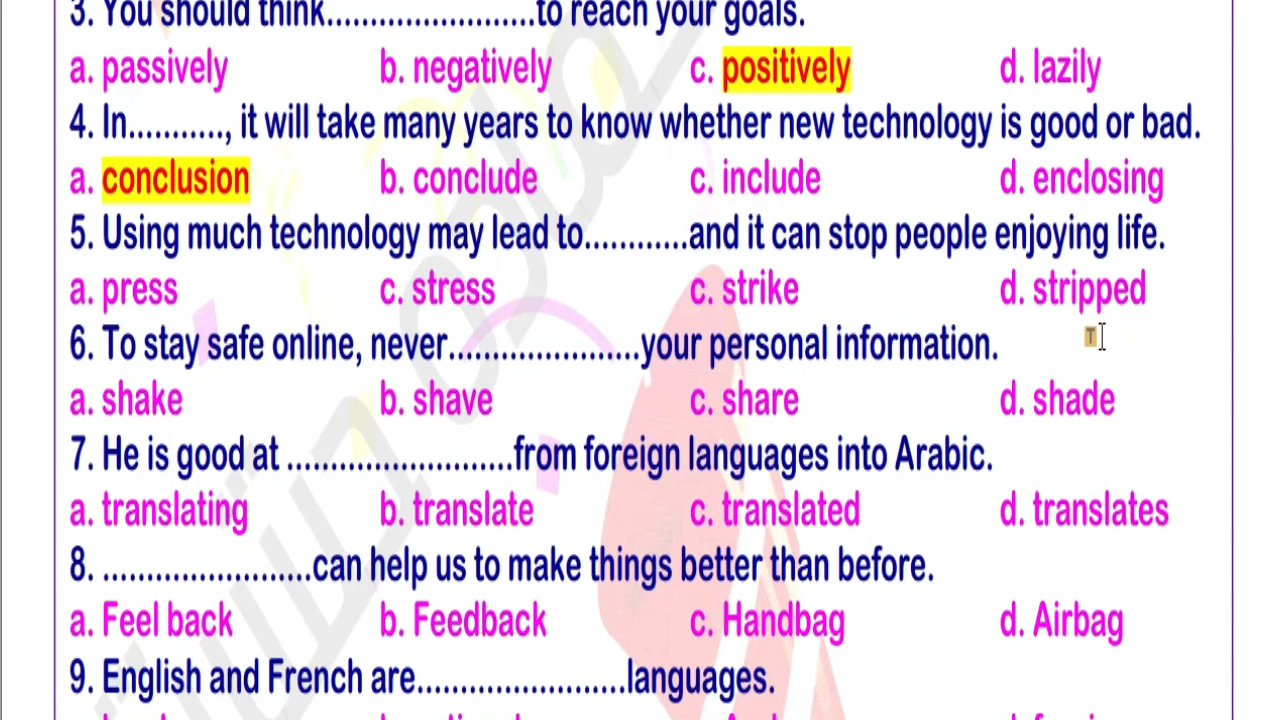 3. You should think........................to reach your goals.
a. passively b. negatively c. positively d. lazily
4. In..........., it will take many years to know whether new technology is good or bad.
a. conclusion b. conclude c. include d. enclosing
5. Using much technology may lead to............and it can stop people enjoying life.
a. press c. stress c. strike d. stripped
6. To stay safe online, never......................your personal information.
a. shake b. shave c. share d. shade
7. He is good at ..........................from foreign languages into Arabic.
a. translating b. translate c. translated d. translates
8. ........................can help us to make things better than before.
a. Feel back b. Feedback c. Handbag d. Airbag
9. English and French are........................languages.